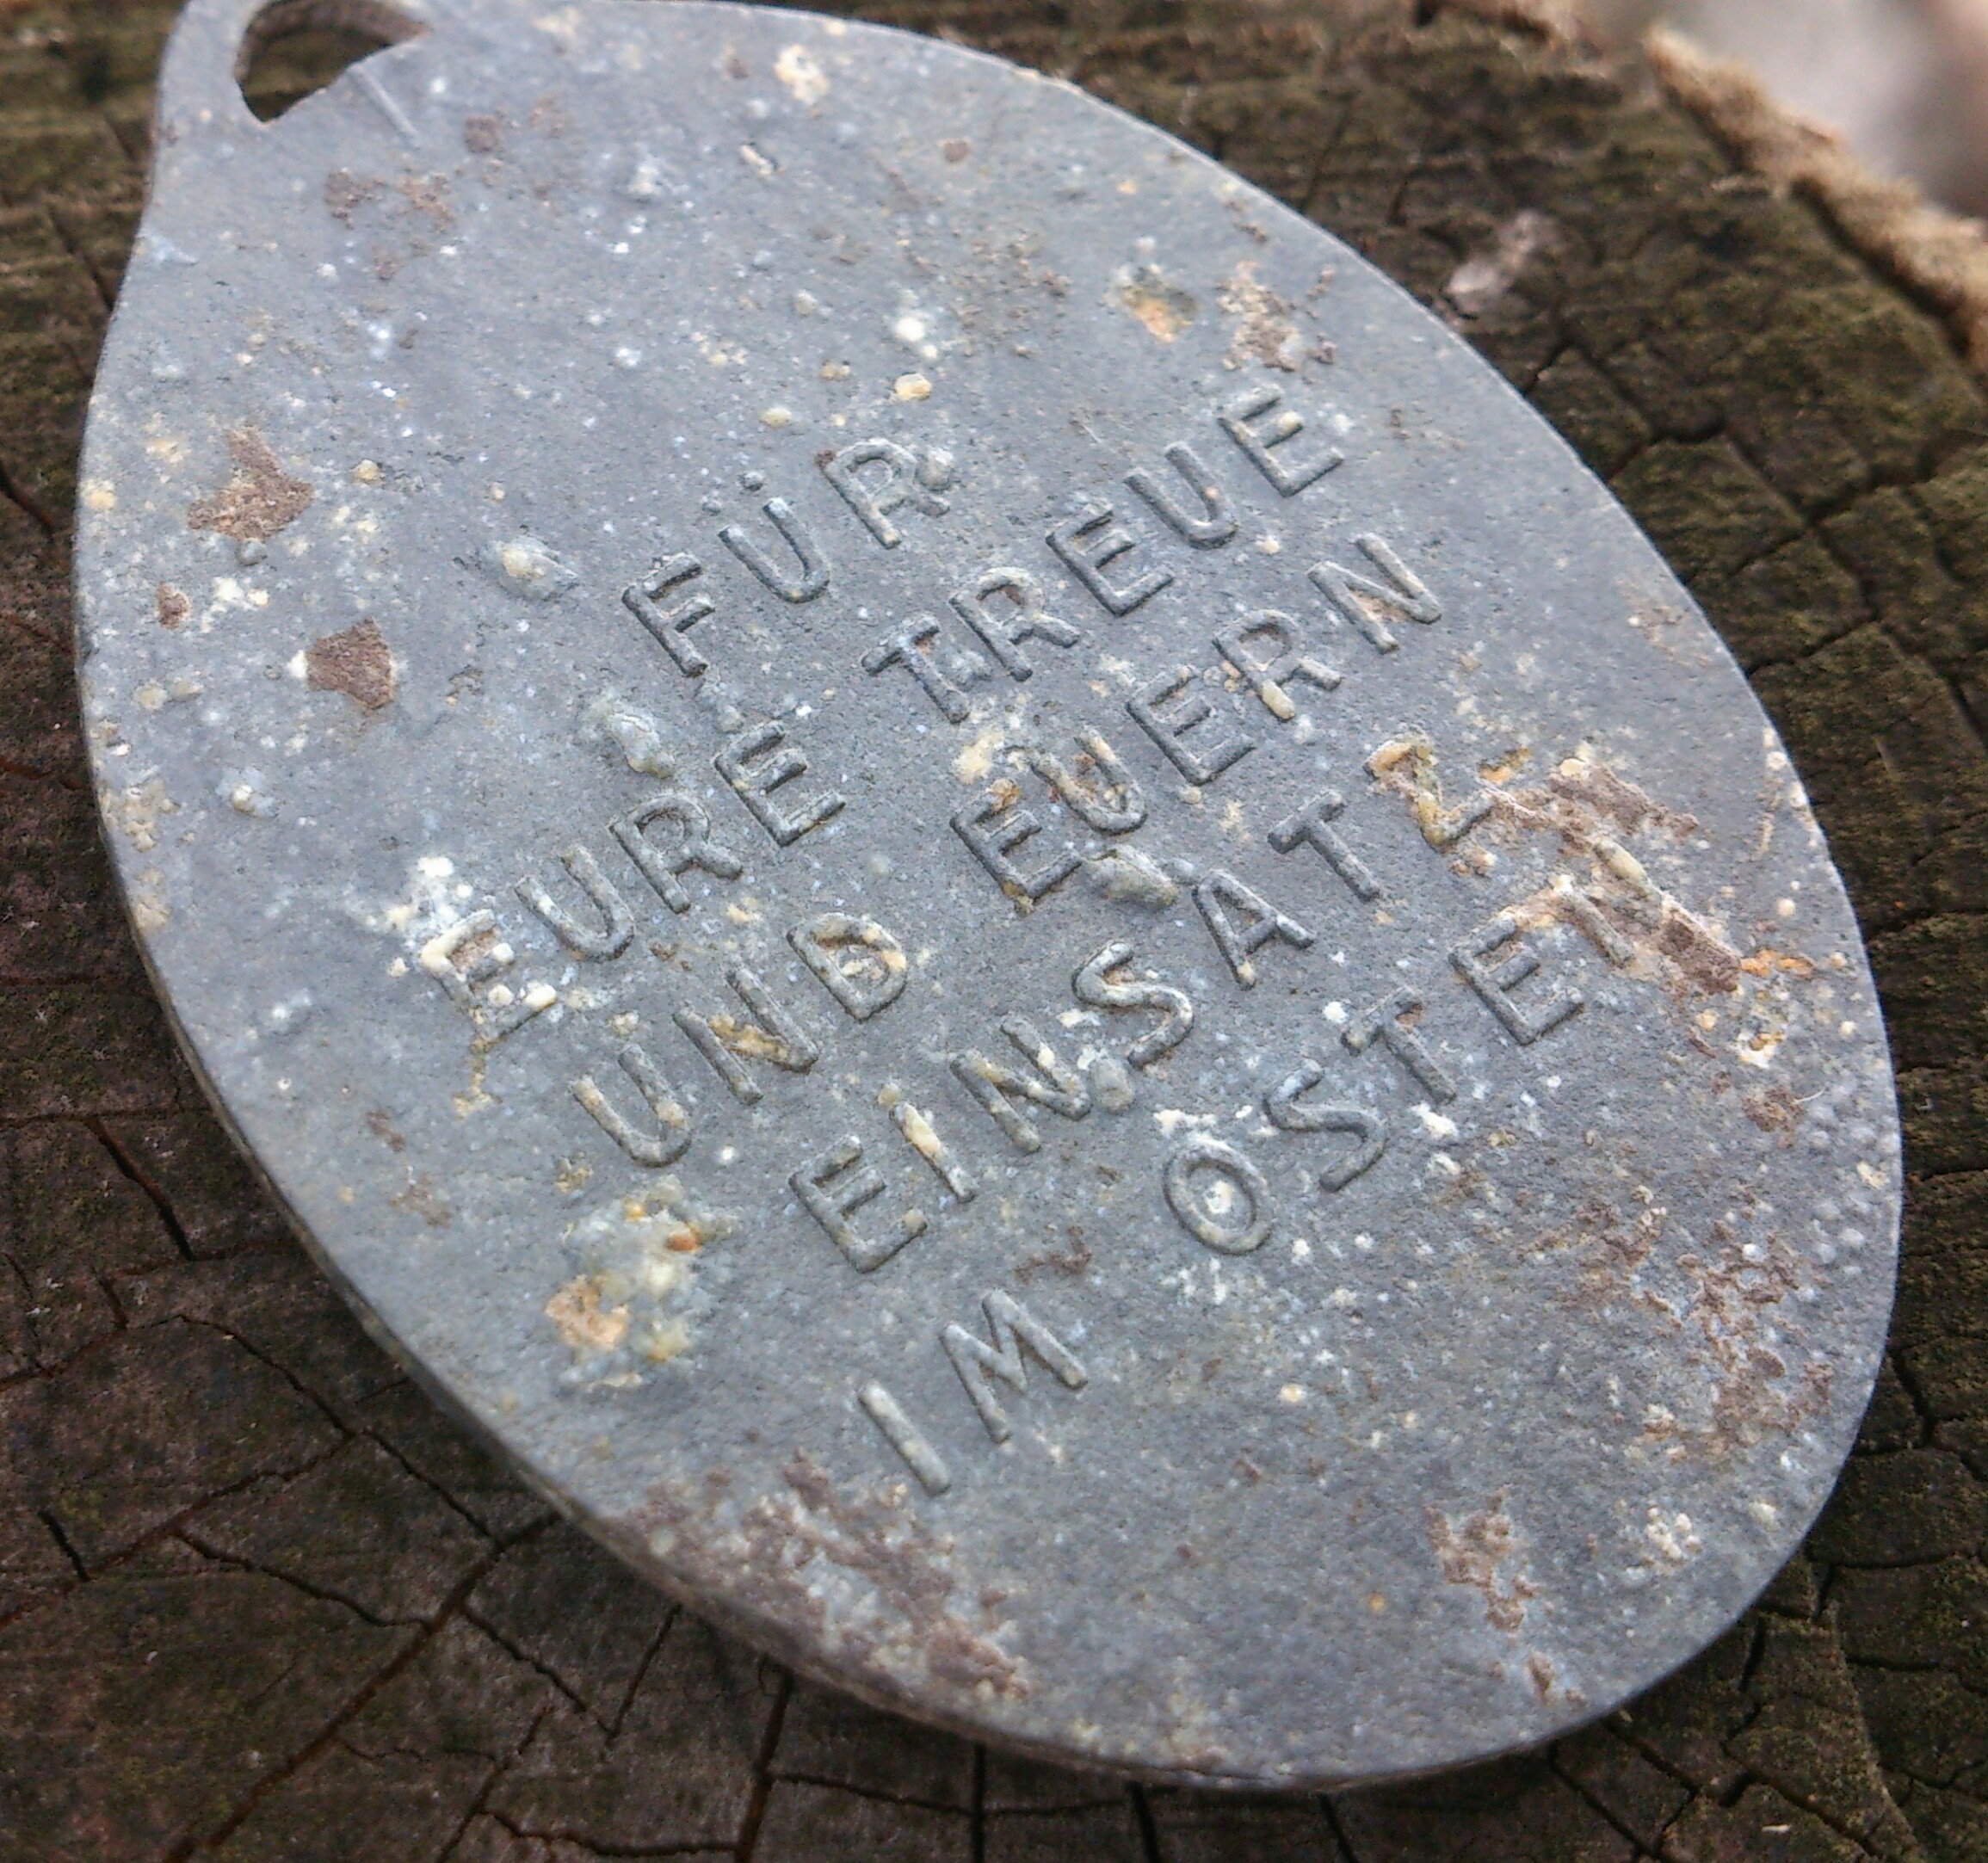 FÜR
EURE TREUE
UND EUERN
EINSATZ
IM OSTEN